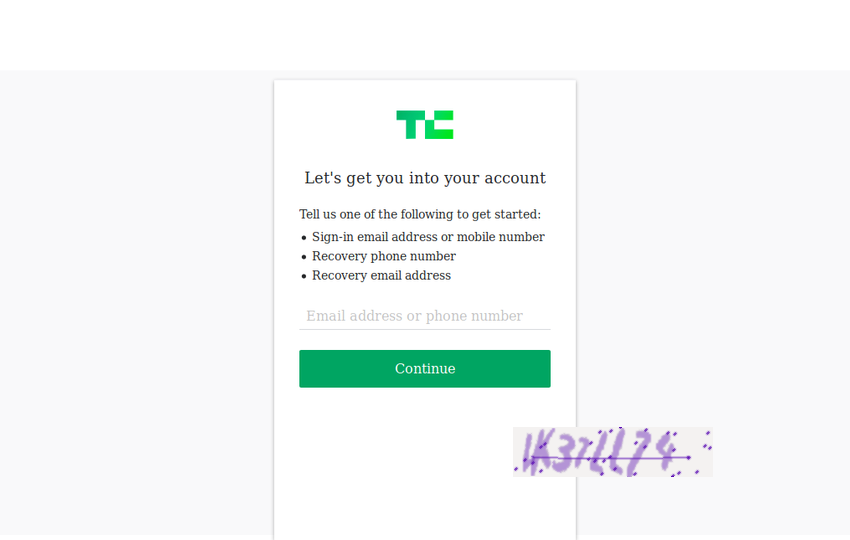 TC
Let's get you into your account
Tell us one of the following to get started:
Sign-in email address or mobile number
Recovery phone number
Recovery email address
Email address or phone number
Continue